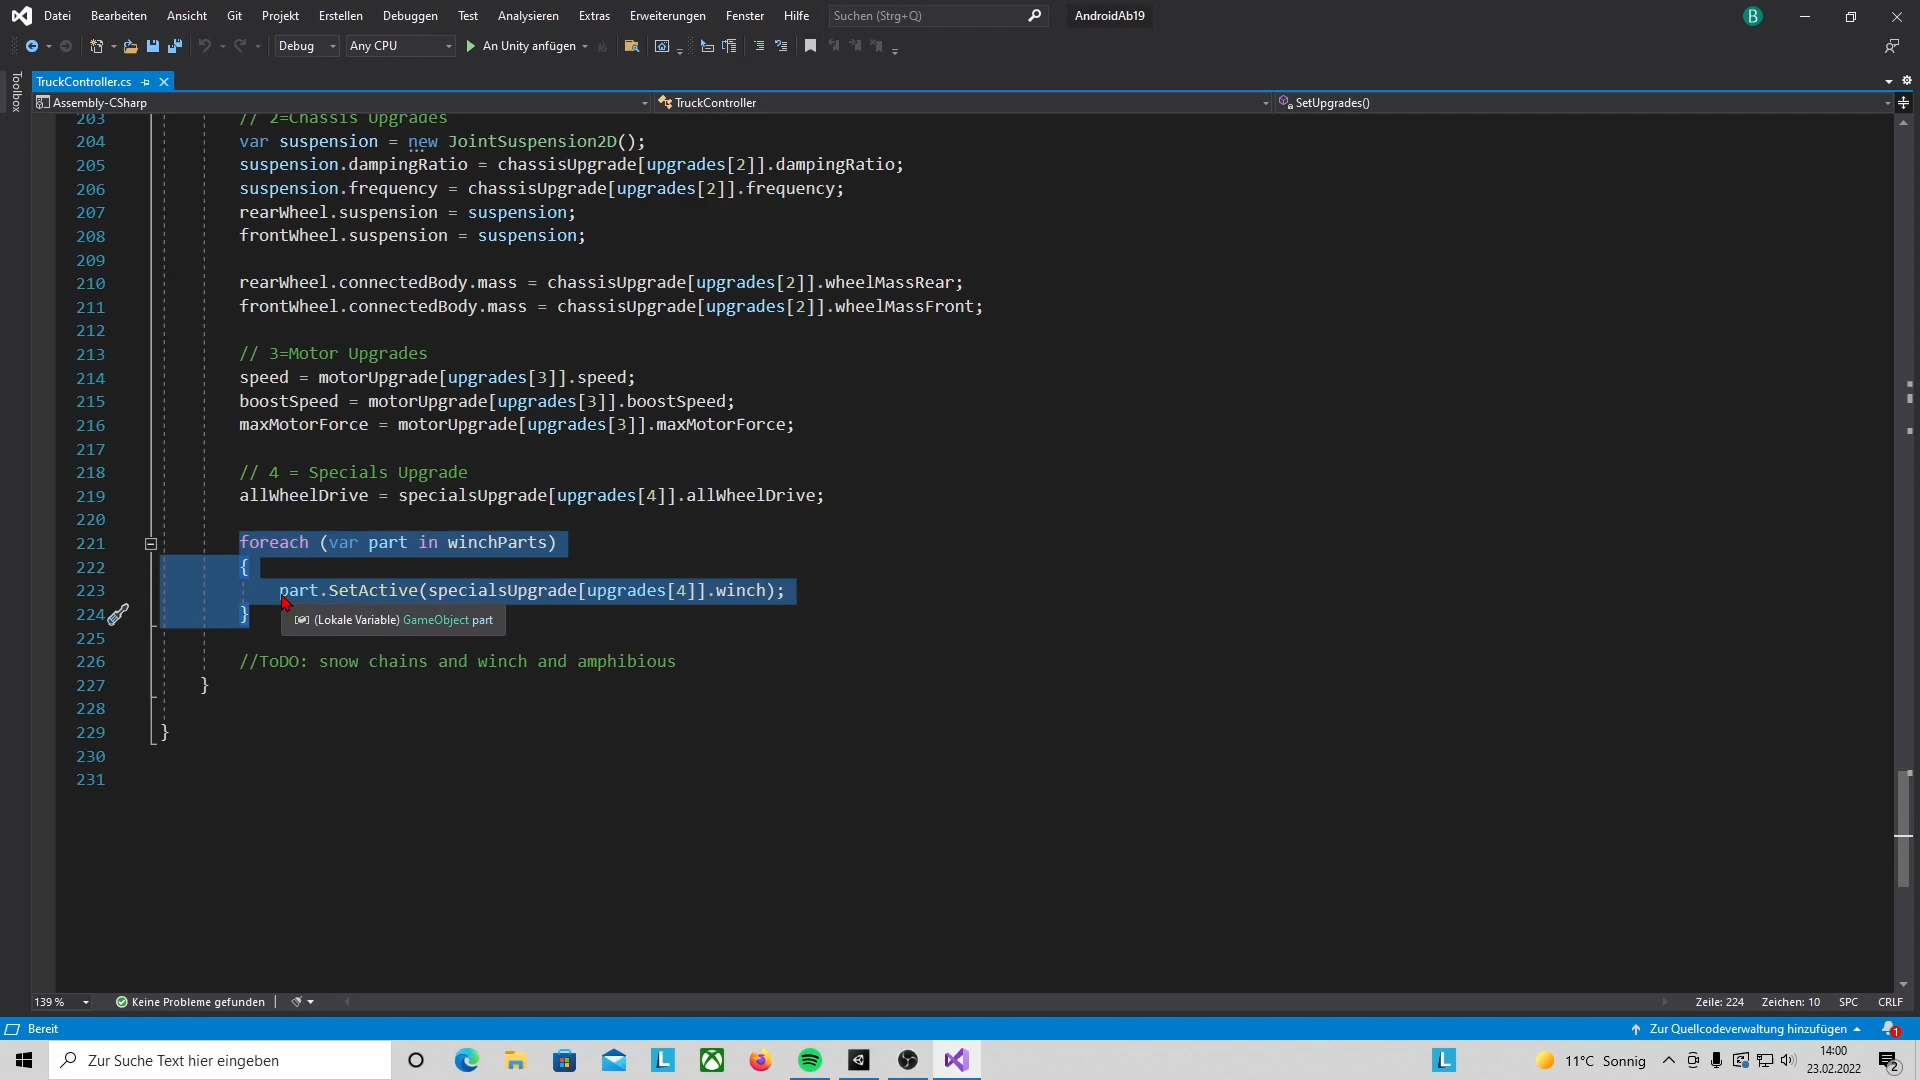 Datei Bearbeiten Ansicht Git Projekt Erstellen Debuggen Test Analysieren Extras Erweiterungen Fenster Hilfe Suchen (Strg+Q) AndroidAb19 B
Debug Any CPU An Unity anfügen
Toolbox
TruckController.cs
Assembly-CSharp TruckController SetUpgrades()
203 // 2=Chassis Upgrades
204 var suspension = new JointSuspension2D();
205 suspension.dampingRatio = chassisUpgrade[upgrades[2]].dampingRatio;
206 suspension.frequency = chassisUpgrade[upgrades[2]].frequency;
207 rearWheel.suspension = suspension;
208 frontWheel.suspension = suspension;
209
210 rearWheel.connectedBody.mass = chassisUpgrade[upgrades[2]].wheelMassRear;
211 frontWheel.connectedBody.mass = chassisUpgrade[upgrades[2]].wheelMassFront;
212
213 // 3=Motor Upgrades
214 speed = motorUpgrade[upgrades[3]].speed;
215 boostSpeed = motorUpgrade[upgrades[3]].boostSpeed;
216 maxMotorForce = motorUpgrade[upgrades[3]].maxMotorForce;
217
218 // 4 = Specials Upgrade
219 allWheelDrive = specialsUpgrade[upgrades[4]].allWheelDrive;
220
221 foreach (var part in winchParts)
222 {
223 part.SetActive(specialsUpgrade[upgrades[4]].winch);
224 }
(Lokale Variable) GameObject part
225
226 //ToDO: snow chains and winch and amphibious
227 }
228
229 }
230
231
139 % Keine Probleme gefunden Zeile: 224 Zeichen: 10 SPC CRLF
Bereit Zur Quellcodeverwaltung hinzufügen 1
Zur Suche Text hier eingeben L L 11°C Sonnig 14:00
23.02.2022 2